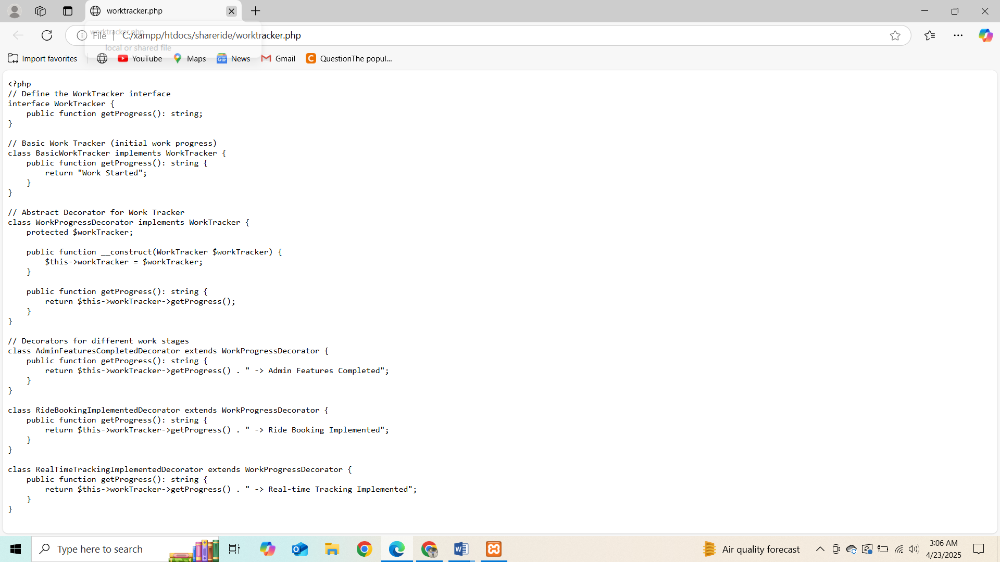 worktracker.php
File
C:/xampp/htdocs/shareride/worktracker.php
worktracker.php
local or shared file
Import favorites
YouTube
Maps
News
Gmail
QuestionThe popul...
<?php
// Define the WorkTracker interface
interface WorkTracker {
    public function getProgress(): string;
}

// Basic Work Tracker (initial work progress)
class BasicWorkTracker implements WorkTracker {
    public function getProgress(): string {
        return "Work Started";
    }
}

// Abstract Decorator for Work Tracker
class WorkProgressDecorator implements WorkTracker {
    protected $workTracker;

    public function __construct(WorkTracker $workTracker) {
        $this->workTracker = $workTracker;
    }

    public function getProgress(): string {
        return $this->workTracker->getProgress();
    }
}

// Decorators for different work stages
class AdminFeaturesCompletedDecorator extends WorkProgressDecorator {
    public function getProgress(): string {
        return $this->workTracker->getProgress() . " -> Admin Features Completed";
    }
}

class RideBookingImplementedDecorator extends WorkProgressDecorator {
    public function getProgress(): string {
        return $this->workTracker->getProgress() . " -> Ride Booking Implemented";
    }
}

class RealTimeTrackingImplementedDecorator extends WorkProgressDecorator {
    public function getProgress(): string {
        return $this->workTracker->getProgress() . " -> Real-time Tracking Implemented";
    }
}
Type here to search
Air quality forecast
3:06 AM
4/23/2025